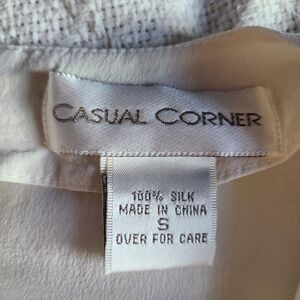 CASUAL CORNER
100% SILK
MADE IN CHINA
S
OVER FOR CARE